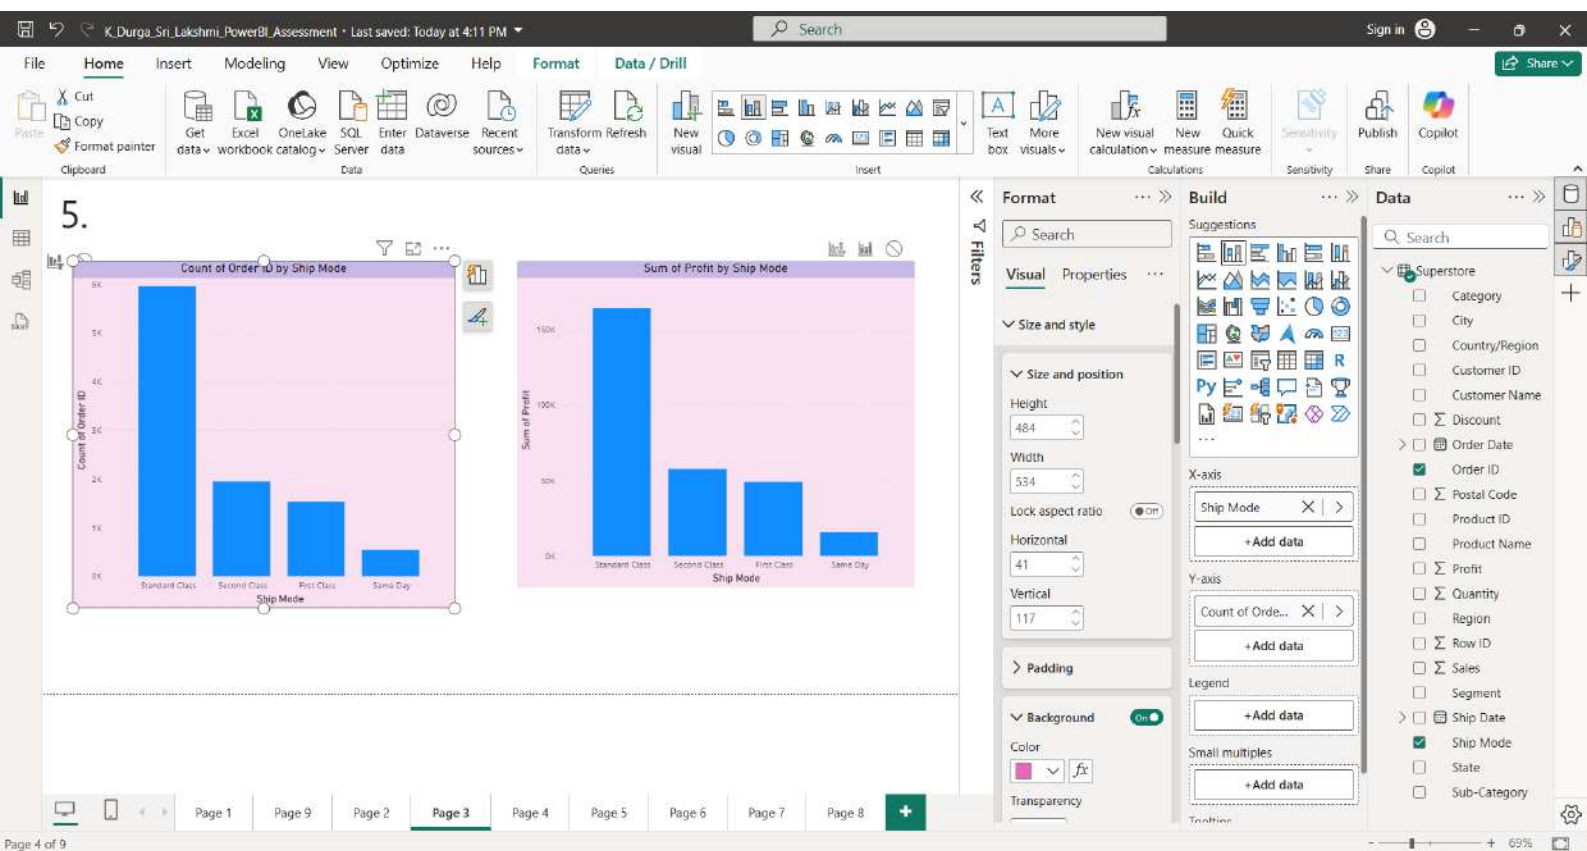 K_Durga_Sri_Lakshmi_PowerBI_Assessment • Last saved: Today at 4:11 PM
Search
Sign in
File Home Insert Modeling View Optimize Help Format Data / Drill
Share
Paste
Cut
Copy
Format painter
Get data
Excel workbook
OneLake catalog
SQL Server
Enter data
Dataverse
Recent sources
Transform data
Refresh
New visual
Text box
More visuals
New visual calculation
New measure
Quick measure
Sensitivity
Publish
Copilot
Clipboard
Data
Queries
Insert
Calculations
Sensitivity
Share
Copilot
5.
Count of Order ID by Ship Mode
6K
5K
4K
3K
2K
1K
0K
Count of Order ID
Standard Class Second Class First Class Same Day
Ship Mode
Sum of Profit by Ship Mode
150K
100K
50K
0K
Sum of Profit
Standard Class Second Class First Class Same Day
Ship Mode
Filters
Format
Search
Visual Properties
Size and style
Size and position
Height
484
Width
534
Lock aspect ratio
Off
Horizontal
41
Vertical
117
Padding
Background
On
Color
fx
Transparency
Build
Suggestions
123
R
Py
X-axis
Ship Mode
+Add data
Y-axis
Count of Orde...
+Add data
Legend
+Add data
Small multiples
+Add data
Tooltips
Data
Search
Superstore
Category
City
Country/Region
Customer ID
Customer Name
Discount
Order Date
Order ID
Postal Code
Product ID
Product Name
Profit
Quantity
Region
Row ID
Sales
Segment
Ship Date
Ship Mode
State
Sub-Category
Page 1 Page 9 Page 2 Page 3 Page 4 Page 5 Page 6 Page 7 Page 8
Page 4 of 9
69%